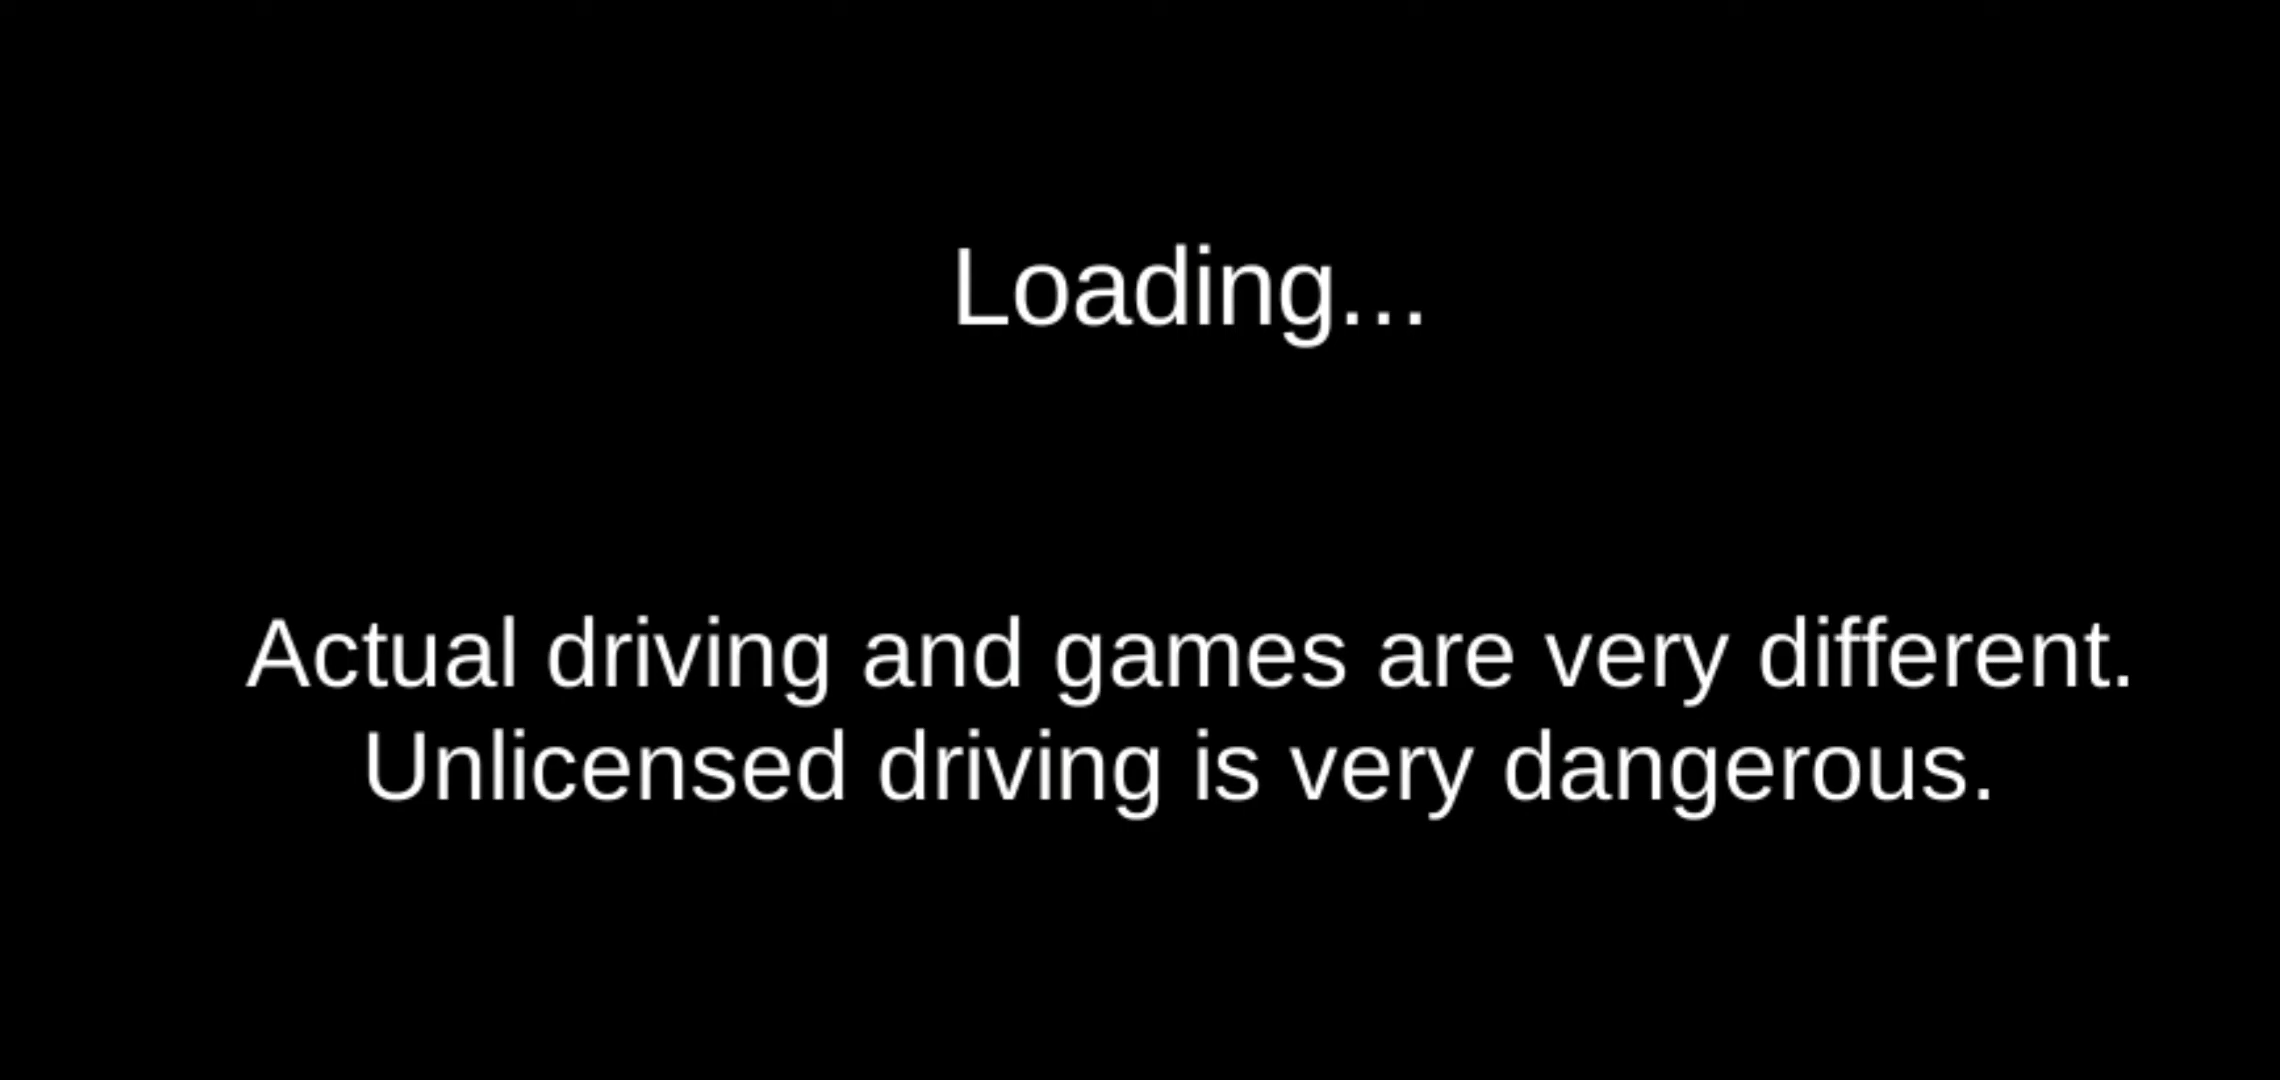 Loading...
Actual driving and games are very different.
Unlicensed driving is very dangerous.